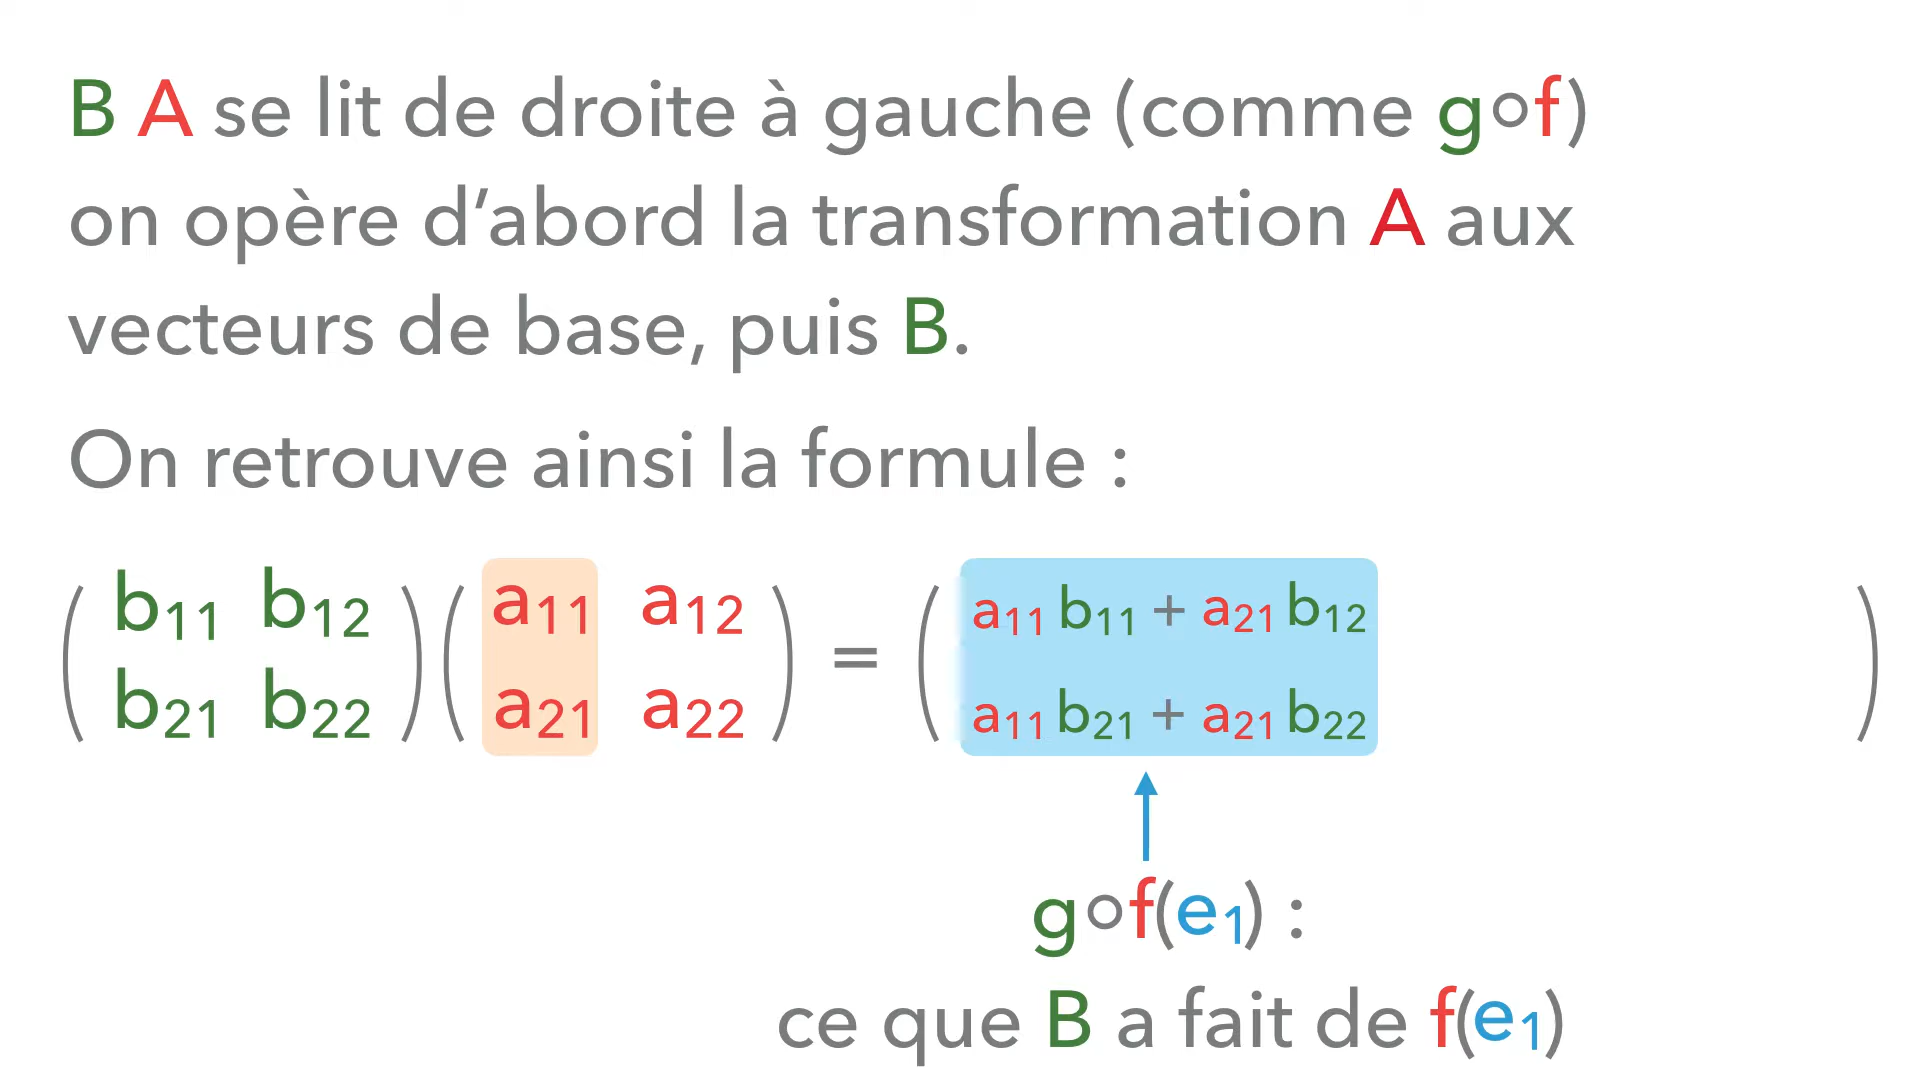 B A se lit de droite à gauche (comme g∘f)
on opère d’abord la transformation A aux
vecteurs de base, puis B.
On retrouve ainsi la formule :
( b₁₁ b₁₂ ) ( a₁₁ a₁₂ ) = ( a₁₁ b₁₁ + a₂₁ b₁₂ )
( b₂₁ b₂₂ ) ( a₂₁ a₂₂ ) ( a₁₁ b₂₁ + a₂₁ b₂₂ )
g∘f(e₁) :
ce que B a fait de f(e₁)